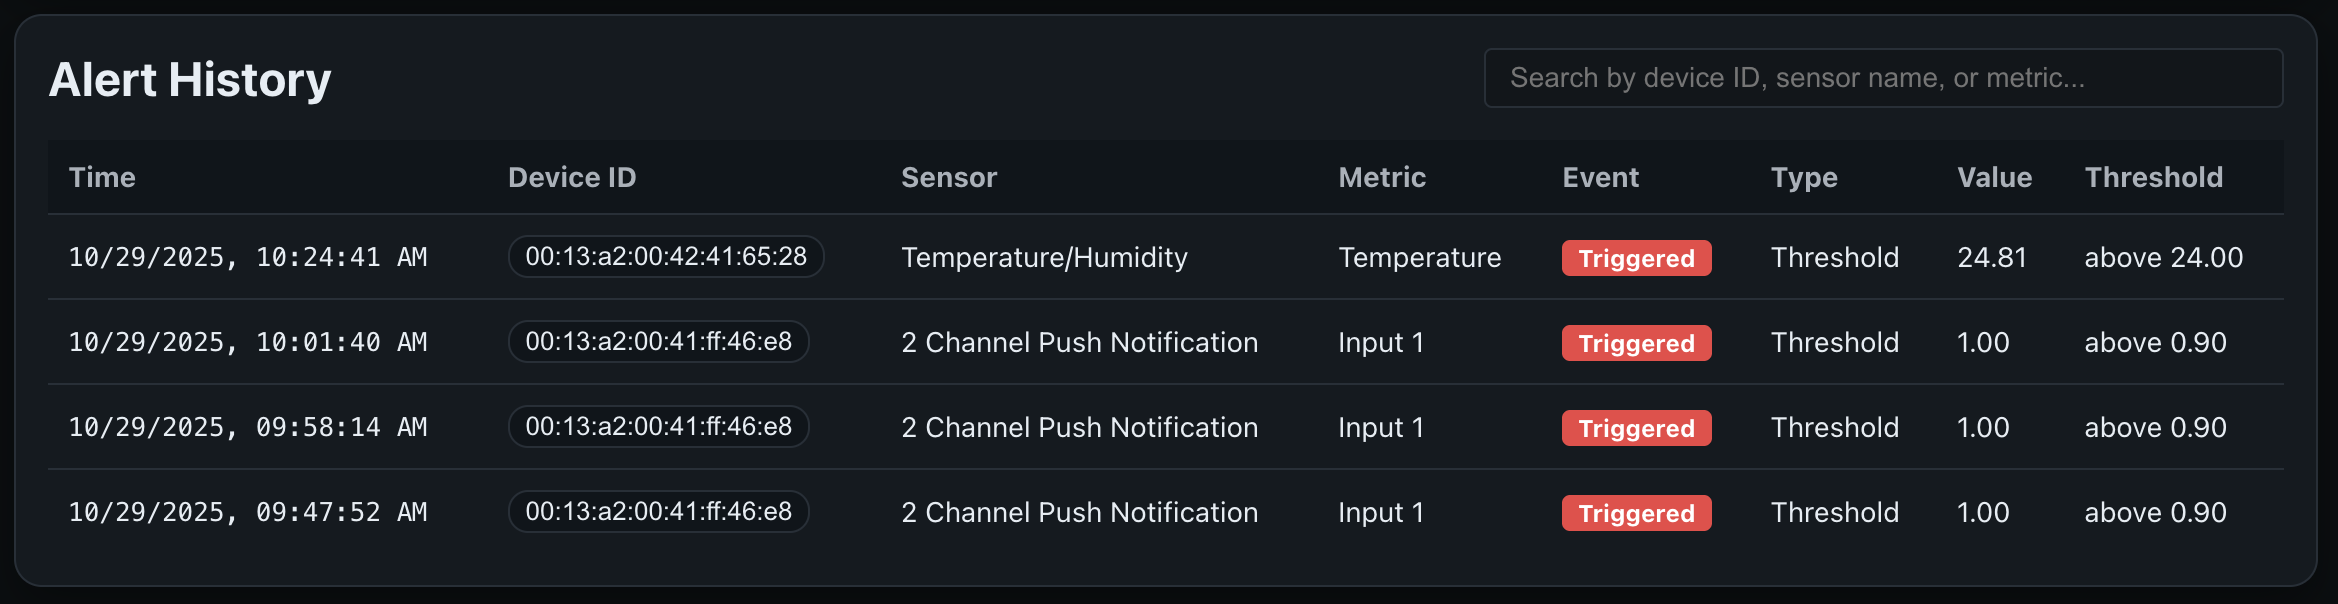 Alert History
Search by device ID, sensor name, or metric...
Time Device ID Sensor Metric Event Type Value Threshold
10/29/2025, 10:24:41 AM 00:13:a2:00:42:41:65:28 Temperature/Humidity Temperature Triggered Threshold 24.81 above 24.00
10/29/2025, 10:01:40 AM 00:13:a2:00:41:ff:46:e8 2 Channel Push Notification Input 1 Triggered Threshold 1.00 above 0.90
10/29/2025, 09:58:14 AM 00:13:a2:00:41:ff:46:e8 2 Channel Push Notification Input 1 Triggered Threshold 1.00 above 0.90
10/29/2025, 09:47:52 AM 00:13:a2:00:41:ff:46:e8 2 Channel Push Notification Input 1 Triggered Threshold 1.00 above 0.90